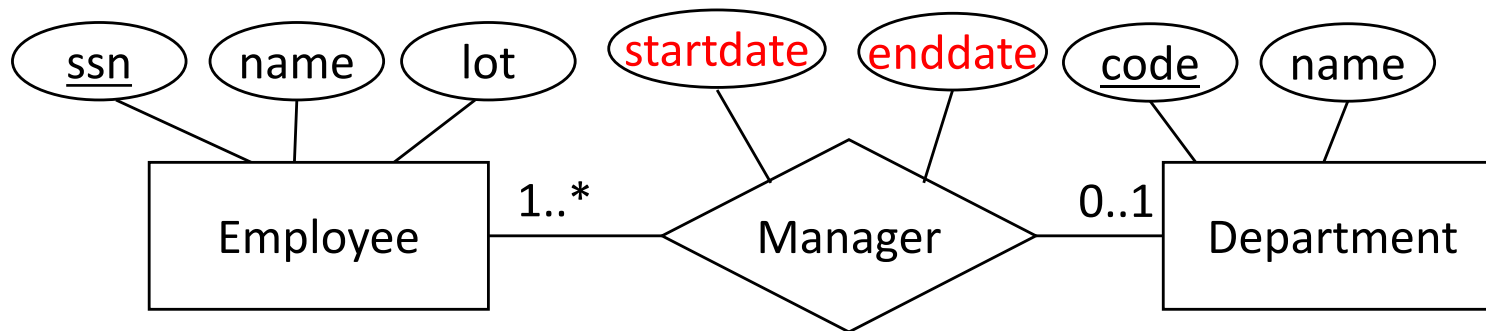 ssn name lot startdate enddate code name
1..* 0..1
Employee Manager Department